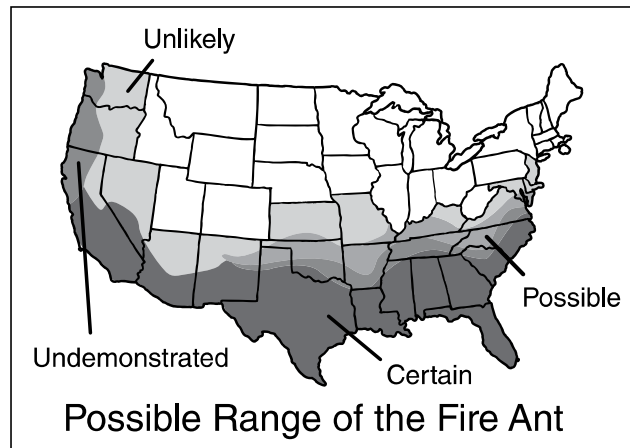 Unlikely
Possible
Undemonstrated
Certain
Possible Range of the Fire Ant